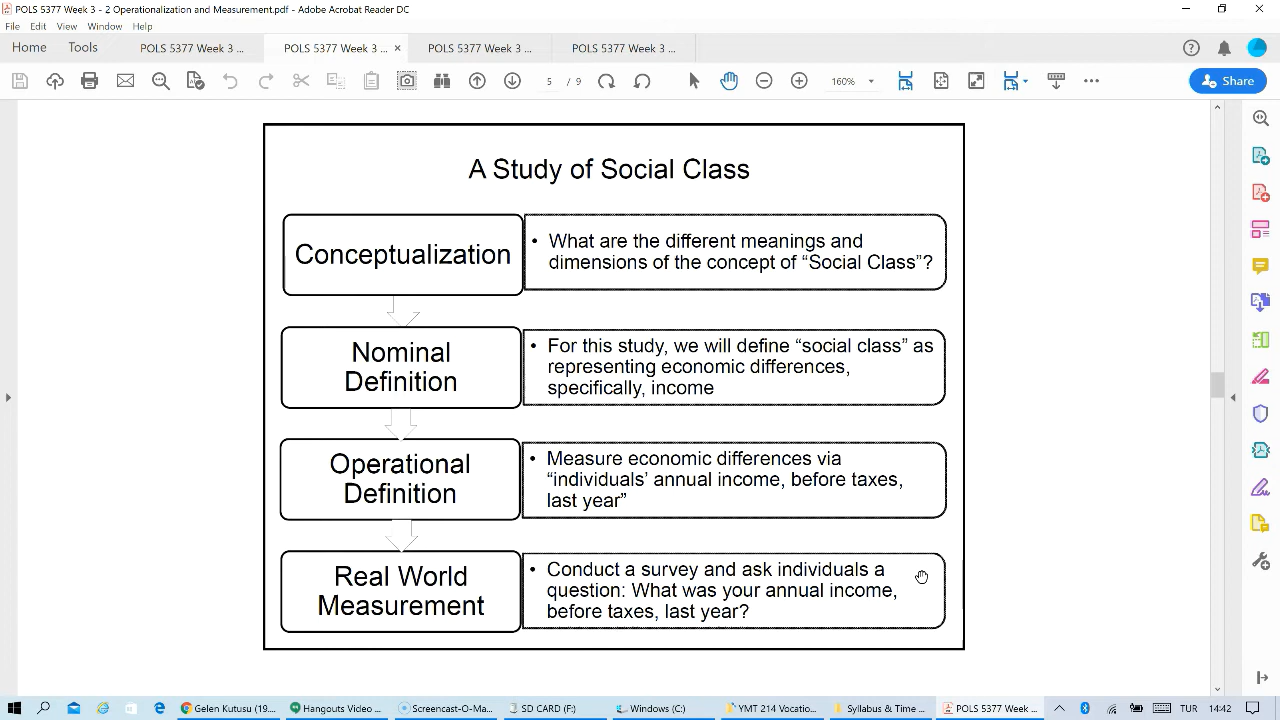 POLS 5377 Week 3 - 2 Operationalization and Measurement.pdf - Adobe Acrobat Reader DC
File Edit View Window Help
Home Tools POLS 5377 Week 3 ... POLS 5377 Week 3 ... × POLS 5377 Week 3 ... POLS 5377 Week 3 ...
5 / 9 160% Share
A Study of Social Class
Conceptualization
• What are the different meanings and
dimensions of the concept of “Social Class”?
Nominal
Definition
• For this study, we will define “social class” as
representing economic differences,
specifically, income
Operational
Definition
• Measure economic differences via
“individuals’ annual income, before taxes,
last year”
Real World
Measurement
• Conduct a survey and ask individuals a
question: What was your annual income,
before taxes, last year?
Gelen Kutusu (19... Hangouts Video ... Screencast-O-Ma... SD CARD (F:) Windows (C:) YMT 214 Vocatio... Syllabus & Time ... POLS 5377 Week ... TUR 14:42